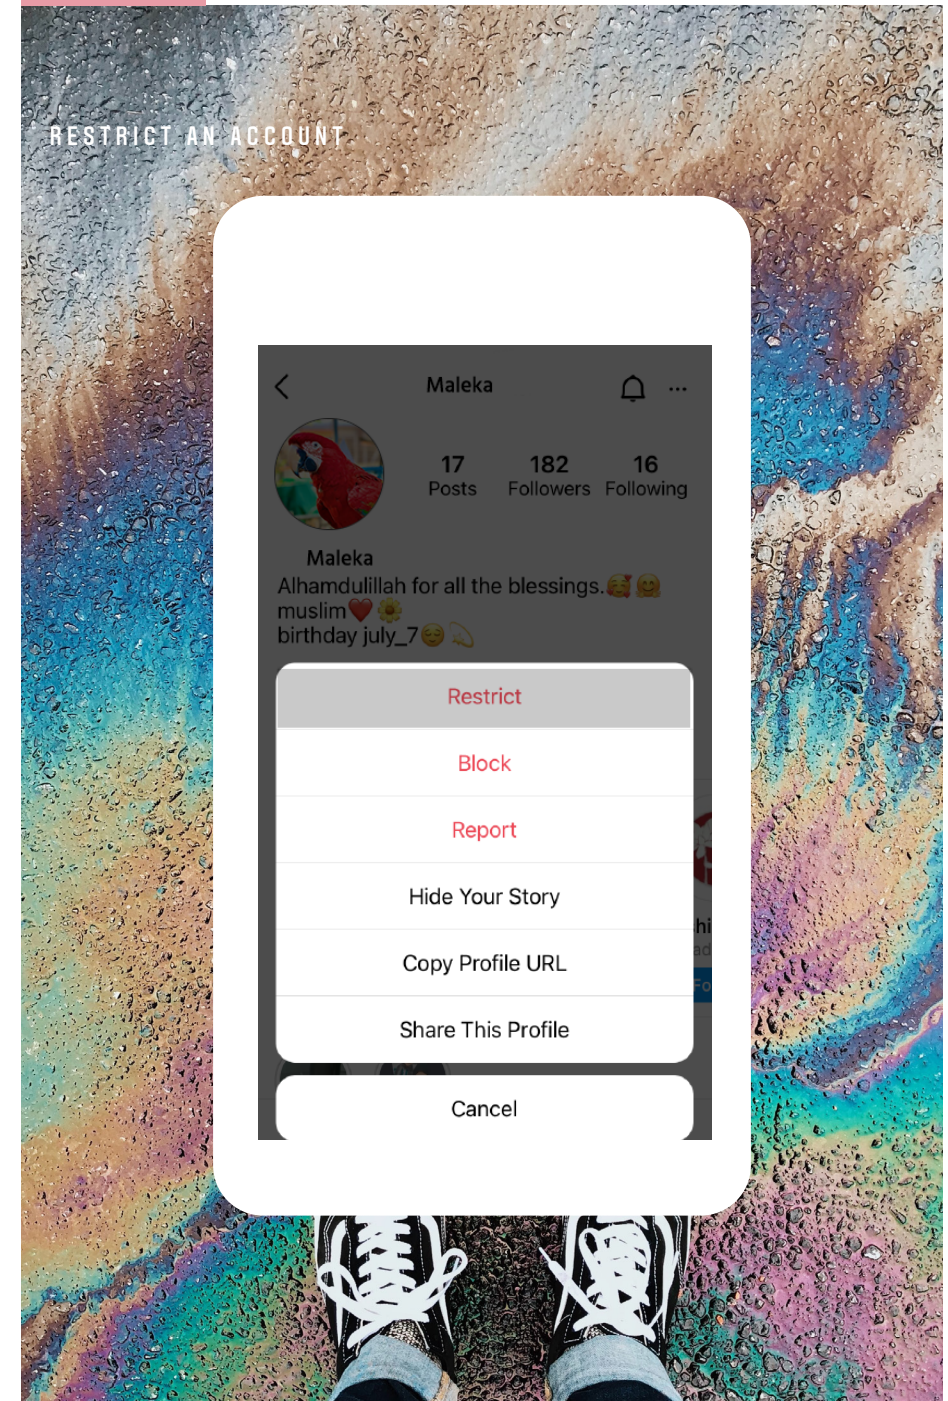 RESTRICT AN ACCOUNT
Maleka
17 182 16
Posts Followers Following
Maleka
Alhamdulillah for all the blessings.🥰🤗
muslim❤️🌼
birthday july_7😌💫
Restrict
Block
Report
Hide Your Story
Copy Profile URL
Share This Profile
Cancel